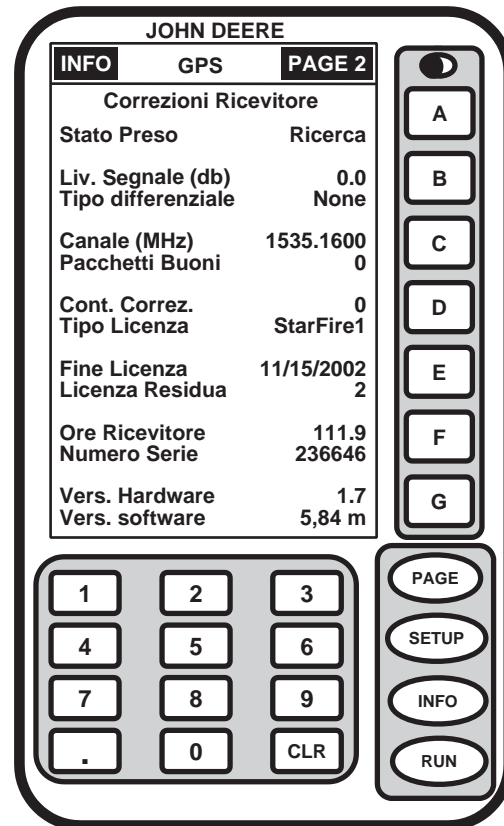 JOHN DEERE
INFO GPS PAGE 2
Correzioni Ricevitore
Stato Preso Ricerca
Liv. Segnale (db) 0.0
Tipo differenziale None
Canale (MHz) 1535.1600
Pacchetti Buoni 0
Cont. Correz. 0
Tipo Licenza StarFire1
Fine Licenza 11/15/2002
Licenza Residua 2
Ore Ricevitore 111.9
Numero Serie 236646
Vers. Hardware 1.7
Vers. software 5,84 m
A
B
C
D
E
F
G
1 2 3
4 5 6
7 8 9
. 0 CLR
PAGE
SETUP
INFO
RUN